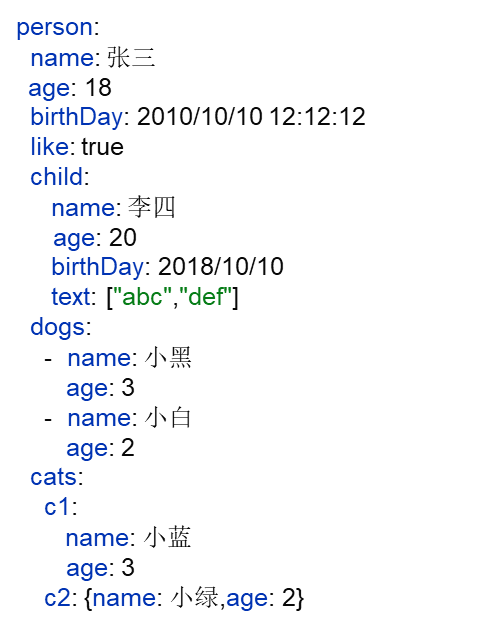 person:
  name: 张三
  age: 18
  birthDay: 2010/10/10 12:12:12
  like: true
  child:
    name: 李四
    age: 20
    birthDay: 2018/10/10
    text: ["abc","def"]
  dogs:
    - name: 小黑
      age: 3
    - name: 小白
      age: 2
  cats:
    c1:
      name: 小蓝
      age: 3
    c2: {name: 小绿,age: 2}